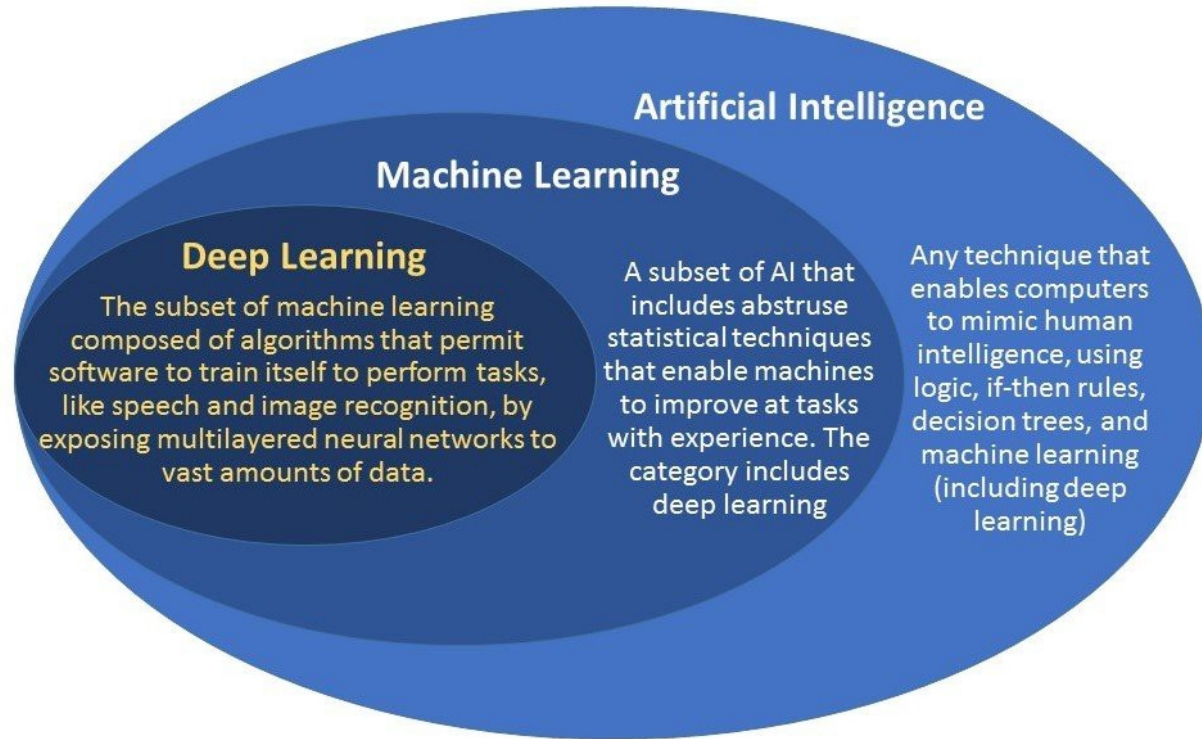 Artificial Intelligence
Machine Learning
Deep Learning
The subset of machine learning
composed of algorithms that permit
software to train itself to perform tasks,
like speech and image recognition, by
exposing multilayered neural networks to
vast amounts of data.
A subset of AI that
includes abstruse
statistical techniques
that enable machines
to improve at tasks
with experience. The
category includes
deep learning
Any technique that
enables computers
to mimic human
intelligence, using
logic, if-then rules,
decision trees, and
machine learning
(including deep
learning)